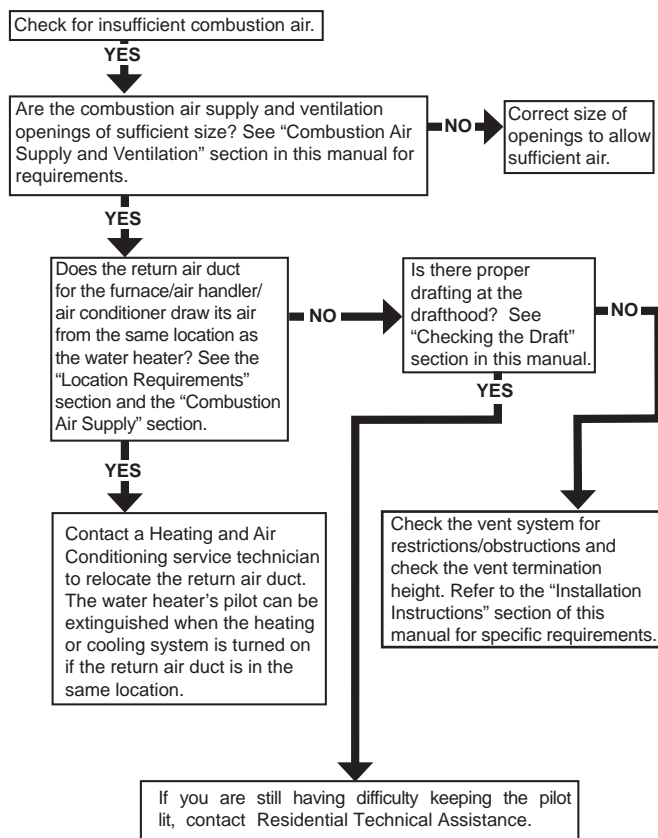 Check for insufficient combustion air.
YES
Are the combustion air supply and ventilation
openings of sufficient size? See “Combustion Air
Supply and Ventilation” section in this manual for
requirements.
NO
Correct size of
openings to allow
sufficient air.
YES
Does the return air duct
for the furnace/air handler/
air conditioner draw its air
from the same location as
the water heater? See the
“Location Requirements”
section and the “Combustion
Air Supply” section.
NO
Is there proper
drafting at the
drafthood? See
“Checking the Draft”
section in this manual.
NO
YES
YES
Contact a Heating and Air
Conditioning service technician
to relocate the return air duct.
The water heater’s pilot can be
extinguished when the heating
or cooling system is turned on
if the return air duct is in the
same location.
Check the vent system for
restrictions/obstructions and
check the vent termination
height. Refer to the “Installation
Instructions” section of this
manual for specific requirements.
If you are still having difficulty keeping the pilot
lit, contact Residential Technical Assistance.